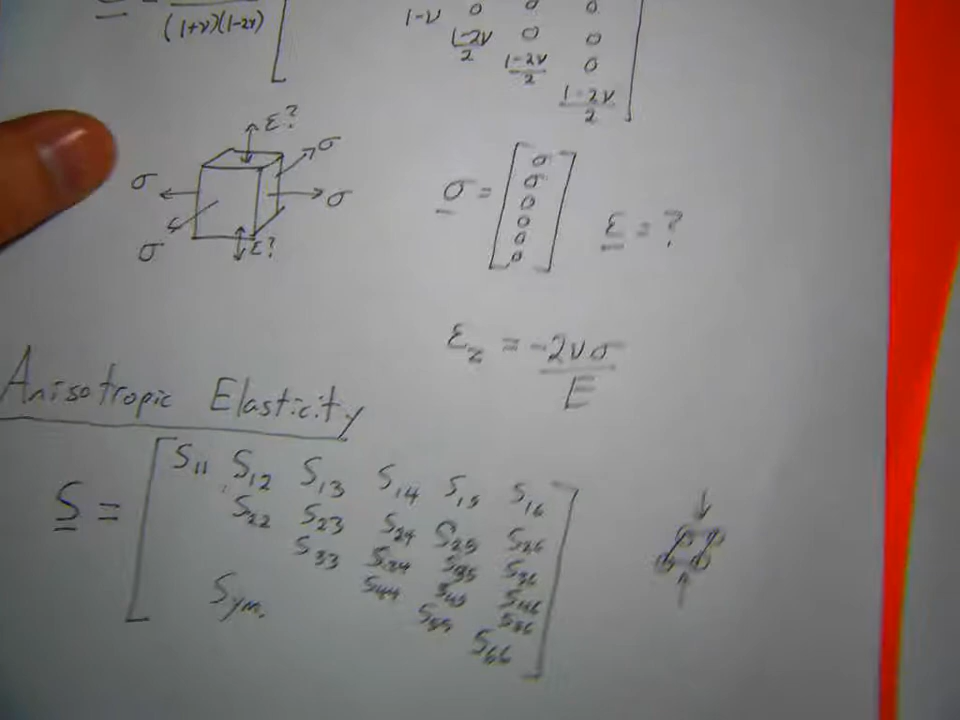 (1+ν)(1-2ν)
1-ν 0 0 0
1-2ν/2 0 0
1-2ν/2 0
1-2ν/2
ε?
σ
σ
σ
σ
ε?
σ = [σ σ 0 0 0 0]
ε = ?
ε_z = -2νσ/E
Anisotropic Elasticity
S =
S11 S12 S13 S14 S15 S16
S22 S23 S24 S25 S26
S33 S34 S35 S36
Sym. S44 S45 S46
S55 S56
S66